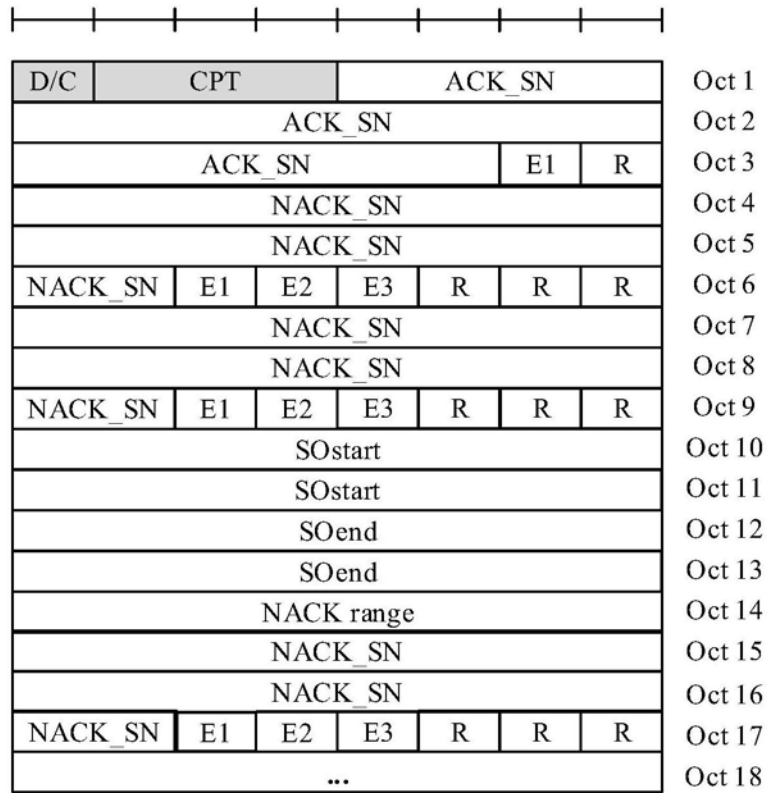 D/C CPT ACK_SN Oct 1
ACK_SN Oct 2
ACK_SN E1 R Oct 3
NACK_SN Oct 4
NACK_SN Oct 5
NACK_SN E1 E2 E3 R R R Oct 6
NACK_SN Oct 7
NACK_SN Oct 8
NACK_SN E1 E2 E3 R R R Oct 9
SOstart Oct 10
SOstart Oct 11
SOend Oct 12
SOend Oct 13
NACK range Oct 14
NACK_SN Oct 15
NACK_SN Oct 16
NACK_SN E1 E2 E3 R R R Oct 17
... Oct 18